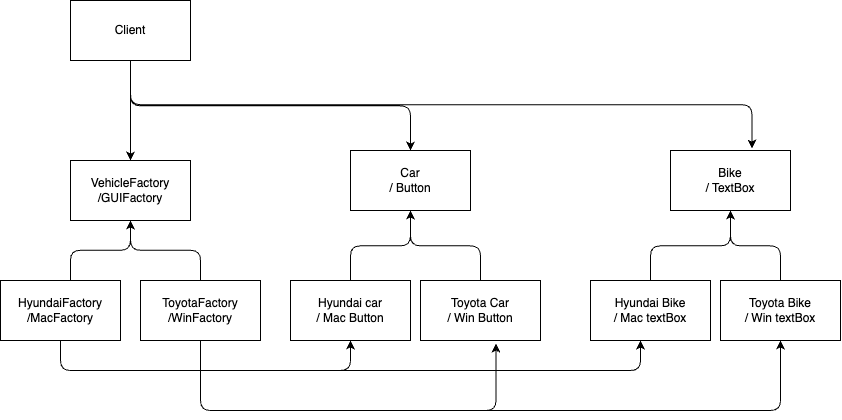 Client
VehicleFactory
/GUIFactory
Car
/ Button
Bike
/ TextBox
HyundaiFactory
/MacFactory
ToyotaFactory
/WinFactory
Hyundai car
/ Mac Button
Toyota Car
/ Win Button
Hyundai Bike
/ Mac textBox
Toyota Bike
/ Win textBox